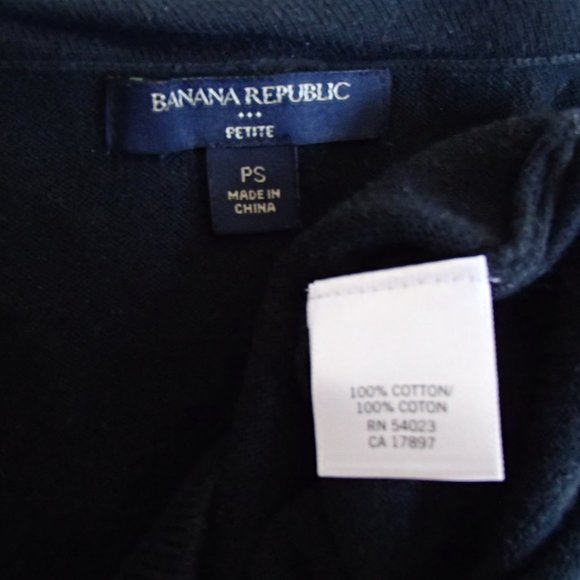 BANANA REPUBLIC
PETITE
PS
MADE IN
CHINA
100% COTTON/
100% COTON
RN 54023
CA 17897